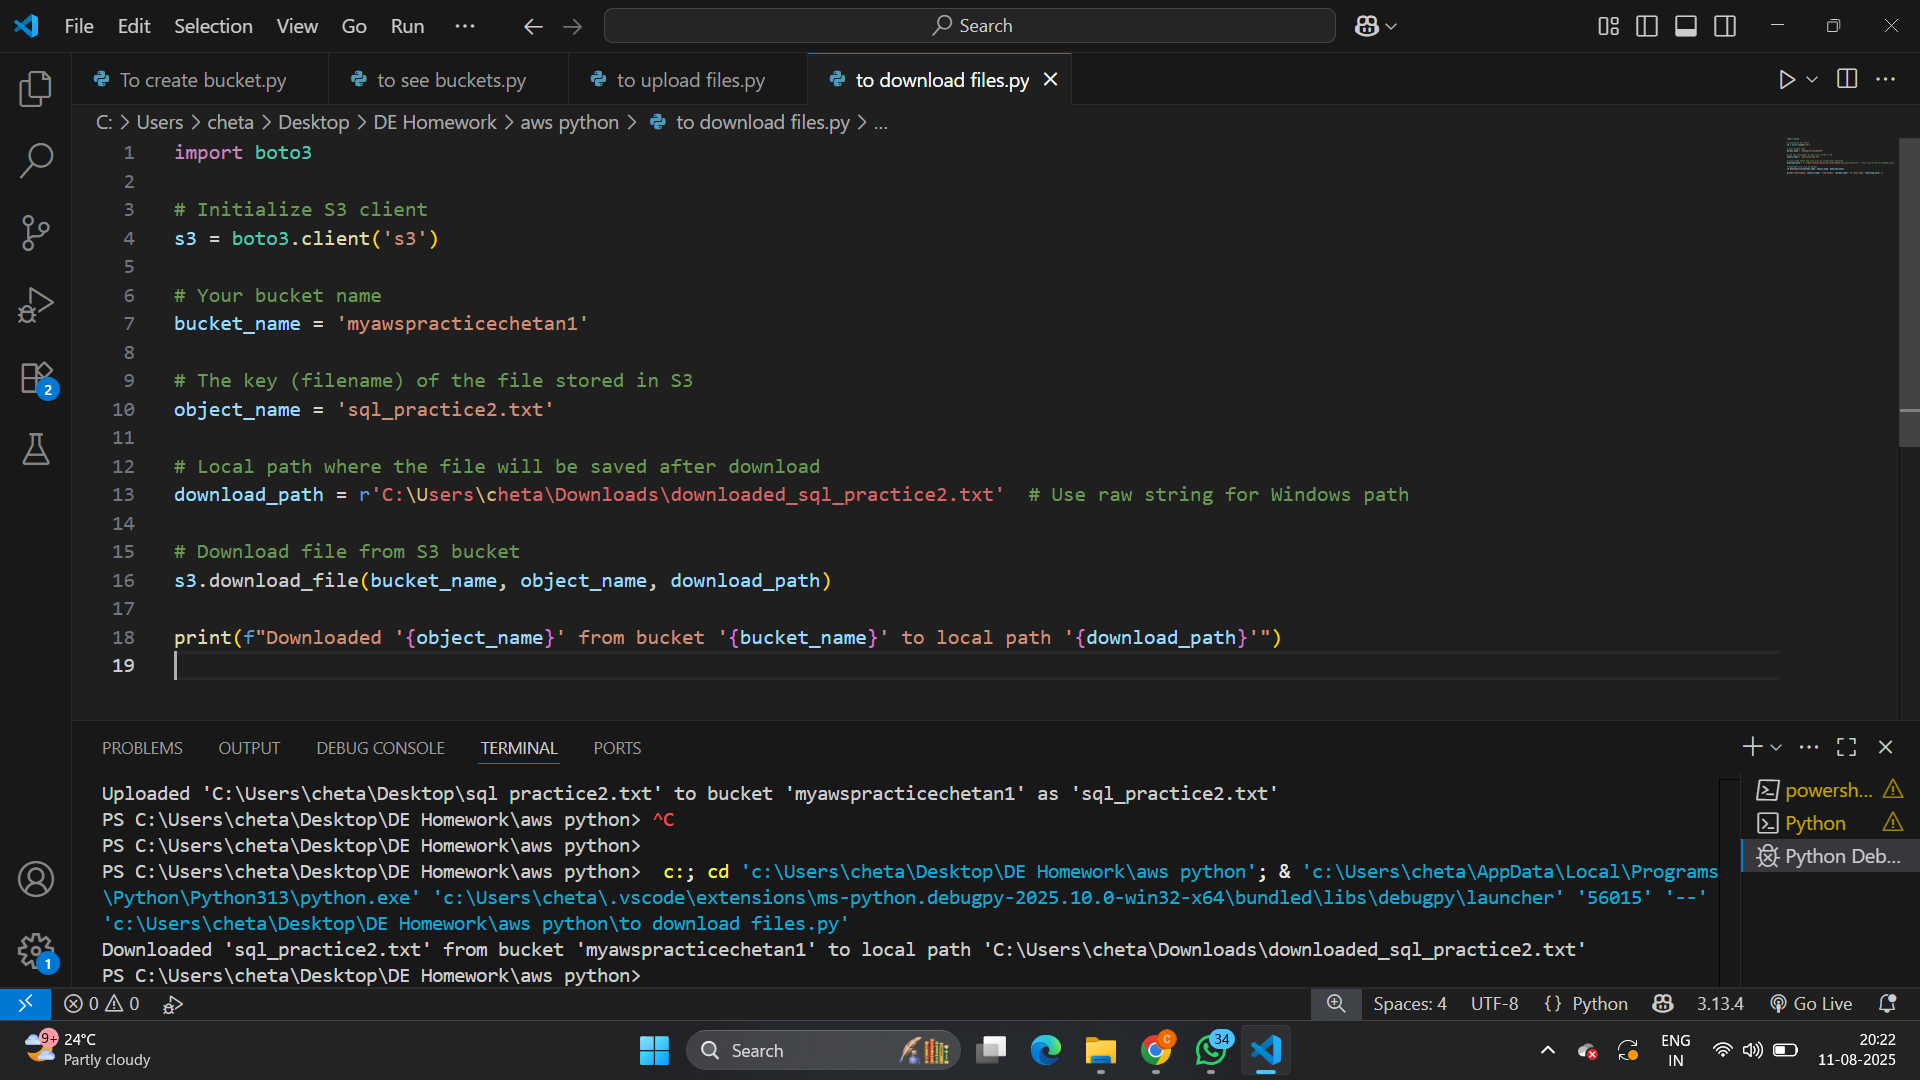 File Edit Selection View Go Run ··· Search
To create bucket.py to see buckets.py to upload files.py to download files.py
C: > Users > cheta > Desktop > DE Homework > aws python > to download files.py > ...
1 import boto3
2
3 # Initialize S3 client
4 s3 = boto3.client('s3')
5
6 # Your bucket name
7 bucket_name = 'myawspracticechetan1'
8
9 # The key (filename) of the file stored in S3
10 object_name = 'sql_practice2.txt'
11
12 # Local path where the file will be saved after download
13 download_path = r'C:\Users\cheta\Downloads\downloaded_sql_practice2.txt'  # Use raw string for Windows path
14
15 # Download file from S3 bucket
16 s3.download_file(bucket_name, object_name, download_path)
17
18 print(f"Downloaded '{object_name}' from bucket '{bucket_name}' to local path '{download_path}'")
19
2
1
PROBLEMS OUTPUT DEBUG CONSOLE TERMINAL PORTS
Uploaded 'C:\Users\cheta\Desktop\sql practice2.txt' to bucket 'myawspracticechetan1' as 'sql_practice2.txt'
PS C:\Users\cheta\Desktop\DE Homework\aws python> ^C
PS C:\Users\cheta\Desktop\DE Homework\aws python>
PS C:\Users\cheta\Desktop\DE Homework\aws python>  c:; cd 'c:\Users\cheta\Desktop\DE Homework\aws python'; & 'c:\Users\cheta\AppData\Local\Programs
\Python\Python313\python.exe' 'c:\Users\cheta\.vscode\extensions\ms-python.debugpy-2025.10.0-win32-x64\bundled\libs\debugpy\launcher' '56015' '--'
'c:\Users\cheta\Desktop\DE Homework\aws python\to download files.py'
Downloaded 'sql_practice2.txt' from bucket 'myawspracticechetan1' to local path 'C:\Users\cheta\Downloads\downloaded_sql_practice2.txt'
PS C:\Users\cheta\Desktop\DE Homework\aws python>
powersh...
Python
Python Deb...
0 0 Spaces: 4 UTF-8 {} Python 3.13.4 Go Live
9+ 24°C
Partly cloudy
Search
C
34
ENG
IN
20:22
11-08-2025